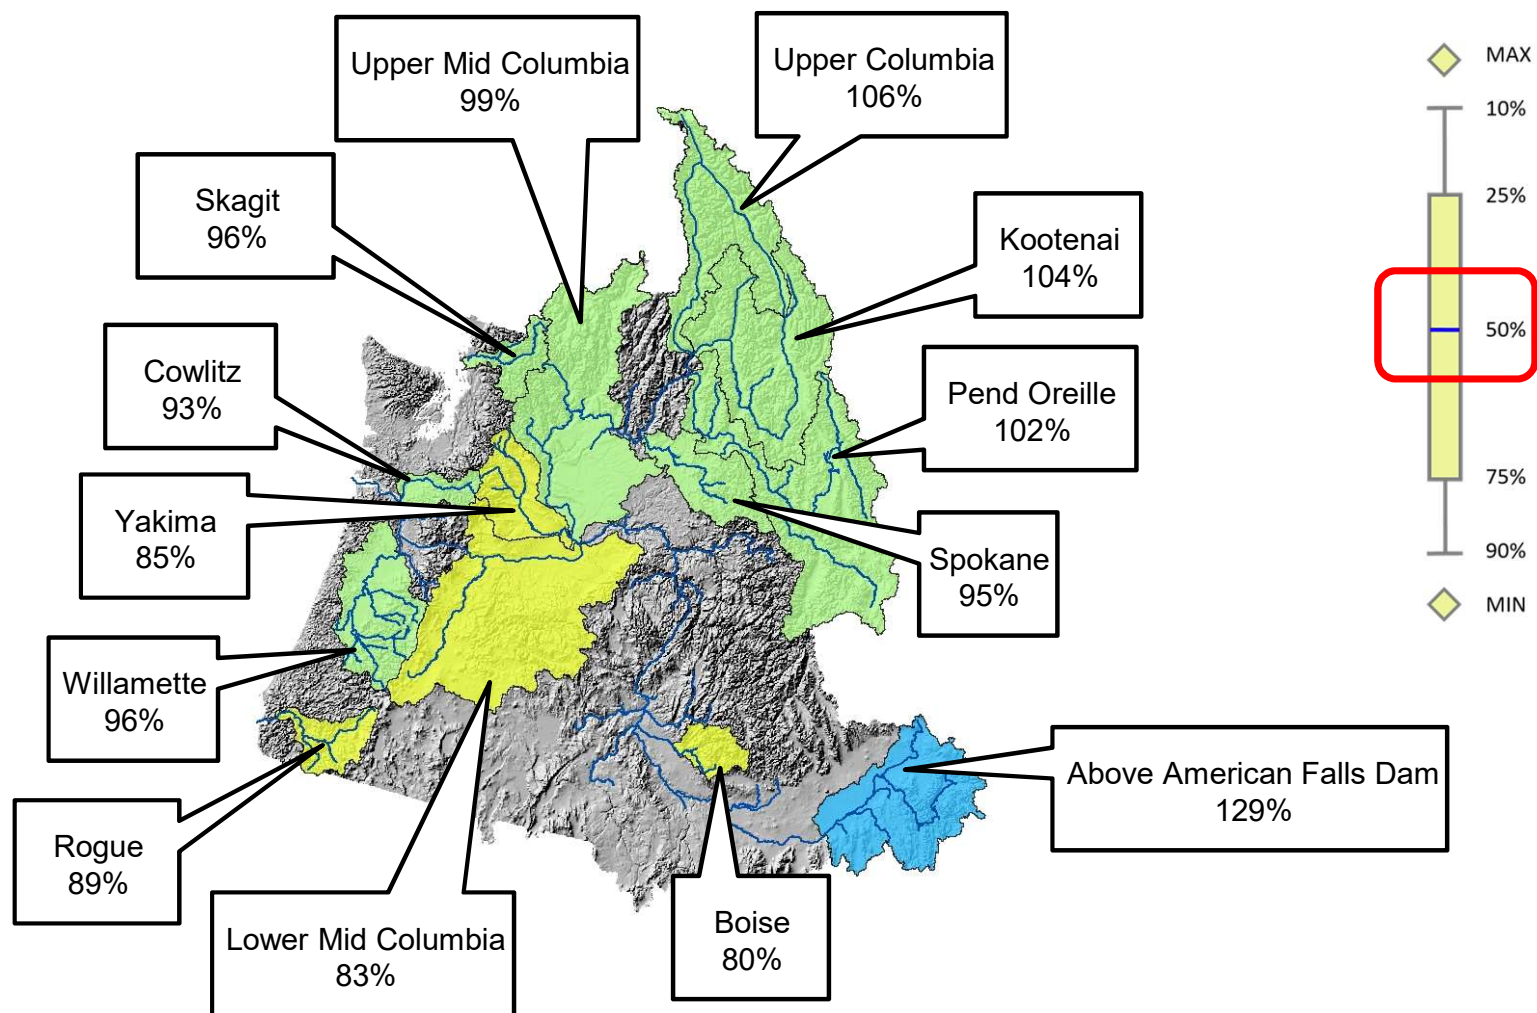 Upper Mid Columbia
99%
Upper Columbia
106%
Skagit
96%
Kootenai
104%
Cowlitz
93%
Pend Oreille
102%
Yakima
85%
Spokane
95%
Willamette
96%
Above American Falls Dam
129%
Rogue
89%
Lower Mid Columbia
83%
Boise
80%
MAX
10%
25%
50%
75%
90%
MIN